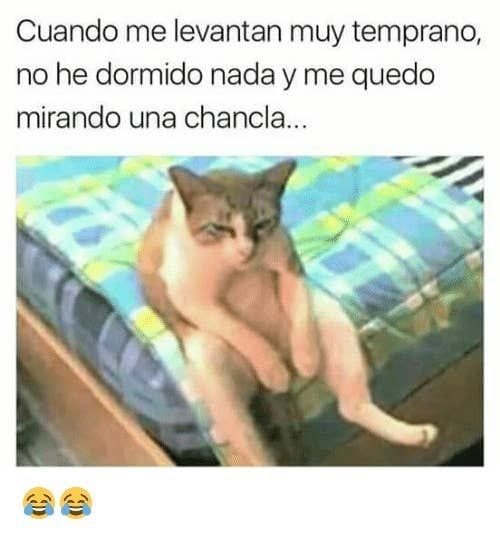 Cuando me levantan muy temprano,
no he dormido nada y me quedo
mirando una chancla...
😂😂